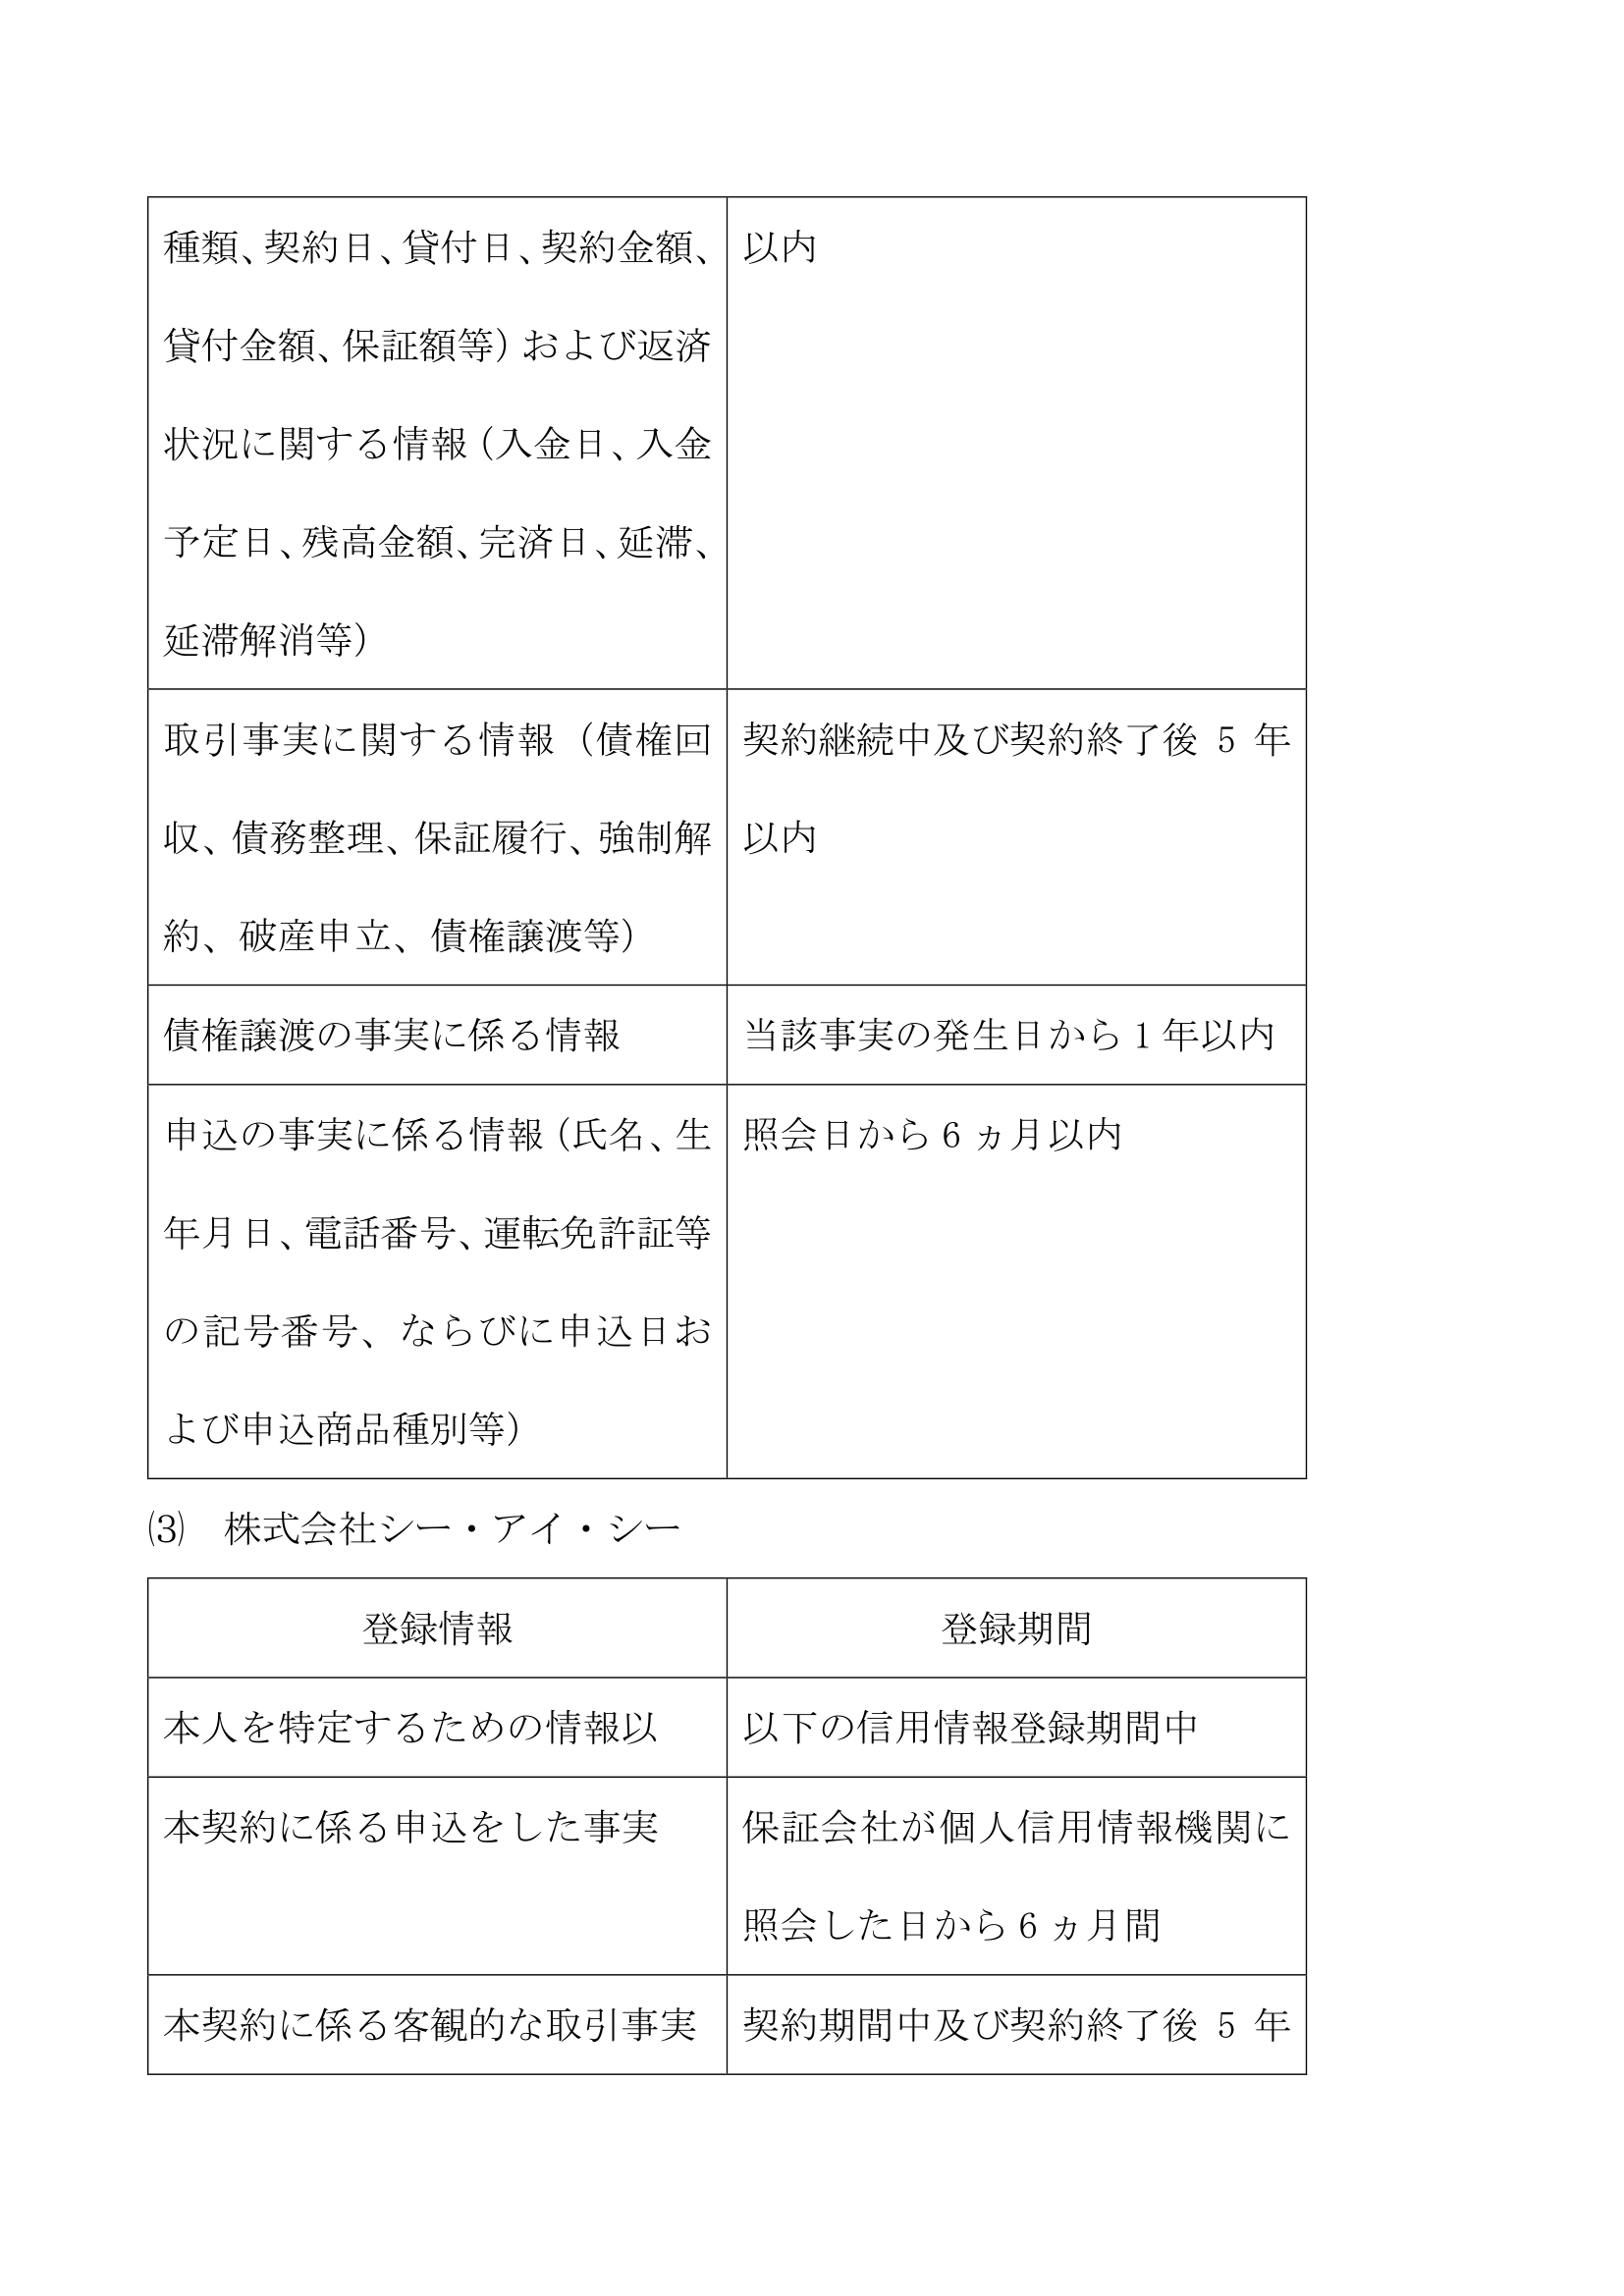 種類、契約日、貸付日、契約金額、
貸付金額、保証額等）および返済
状況に関する情報（入金日、入金
予定日、残高金額、完済日、延滞、
延滞解消等）
以内
取引事実に関する情報（債権回
収、債務整理、保証履行、強制解
約、破産申立、債権譲渡等）
契約継続中及び契約終了後 5 年
以内
債権譲渡の事実に係る情報
当該事実の発生日から 1 年以内
申込の事実に係る情報（氏名、生
年月日、電話番号、運転免許証等
の記号番号、ならびに申込日お
よび申込商品種別等）
照会日から 6 ヵ月以内
⑶　株式会社シー・アイ・シー
登録情報
登録期間
本人を特定するための情報以
以下の信用情報登録期間中
本契約に係る申込をした事実
保証会社が個人信用情報機関に
照会した日から 6 ヵ月間
本契約に係る客観的な取引事実
契約期間中及び契約終了後 5 年